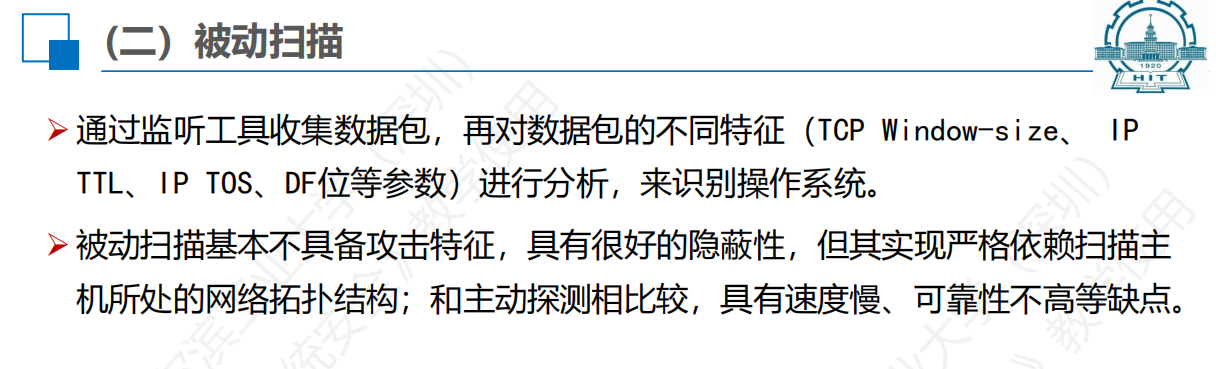 （二）被动扫描
1920
HIT
通过监听工具收集数据包，再对数据包的不同特征（TCP Window-size、 IP
TTL、IP TOS、DF位等参数）进行分析，来识别操作系统。
被动扫描基本不具备攻击特征，具有很好的隐蔽性，但其实现严格依赖扫描主
机所处的网络拓扑结构；和主动探测相比较，具有速度慢、可靠性不高等缺点。